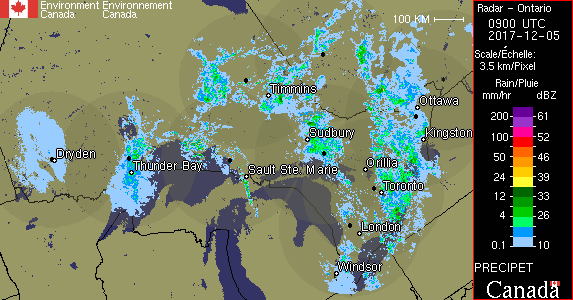 Environment Environnement
Canada Canada
100 KM
Timmins
Ottawa
Sudbury
Kingston
Dryden
Thunder Bay
Sault Ste. Marie
Orillia
Toronto
London
Windsor
Radar - Ontario
0900 UTC
2017-12-05
Scale/Échelle:
3.5 km/Pixel
Rain/Pluie
mm/hr dBZ
200 61
100 52
50 46
24 39
12 33
4 26
0.1 10
PRECIPET
Canada